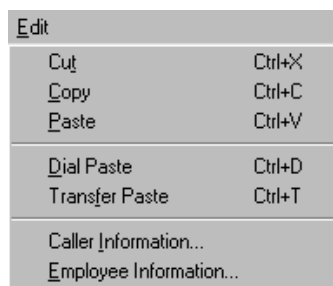 Edit
Cut Ctrl+X
Copy Ctrl+C
Paste Ctrl+V
Dial Paste Ctrl+D
Transfer Paste Ctrl+T
Caller Information...
Employee Information...